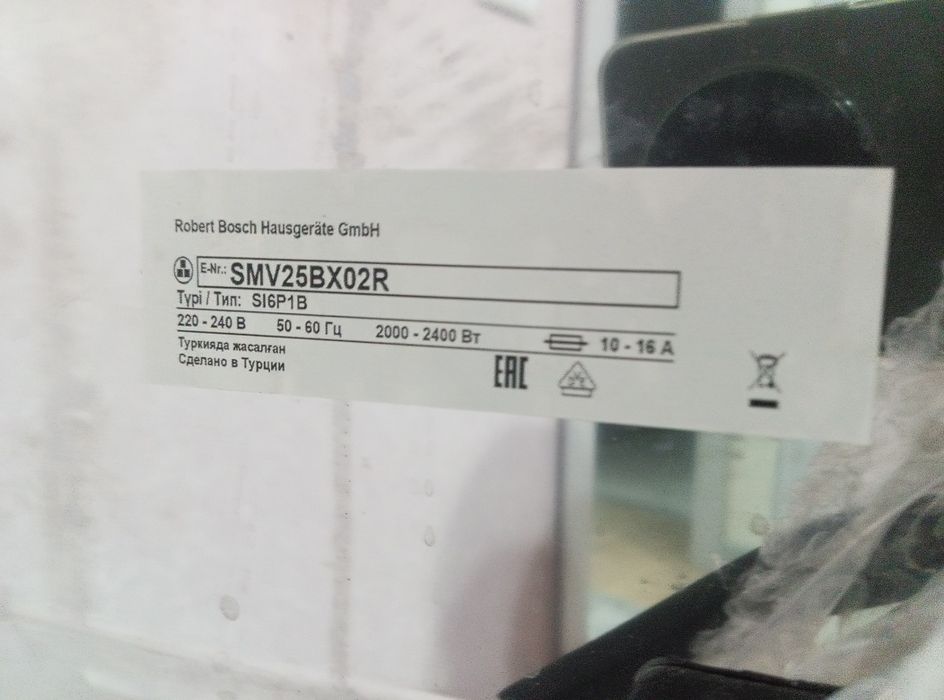 Robert Bosch Hausgeräte GmbH
E-Nr.: SMV25BX02R
Typi / Тип: SI6P1B
220 - 240 В 50 - 60 Гц 2000 - 2400 Вт 10 - 16 А
Туркияда жасалған
Сделано в Турции
EAC